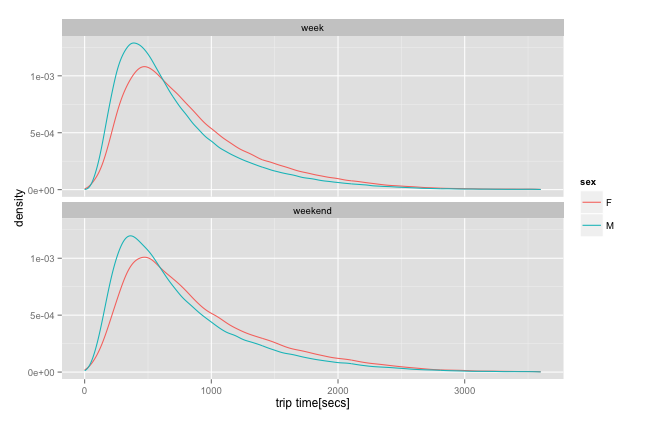 week
1e-03
5e-04
0e+00
density
weekend
1e-03
5e-04
0e+00
0 1000 2000 3000
trip time[secs]
sex
F
M